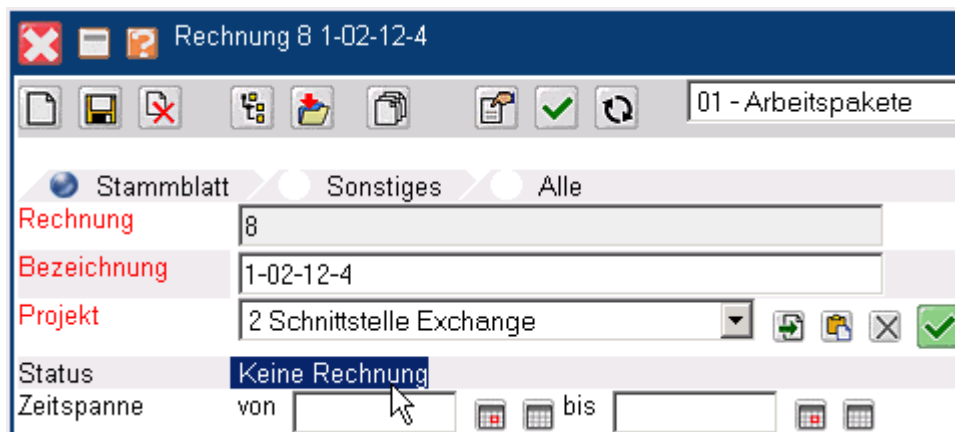 Rechnung 8 1-02-12-4
01 - Arbeitspakete
Stammblatt Sonstiges Alle
Rechnung 8
Bezeichnung 1-02-12-4
Projekt 2 Schnittstelle Exchange
Status Keine Rechnung
Zeitspanne von bis